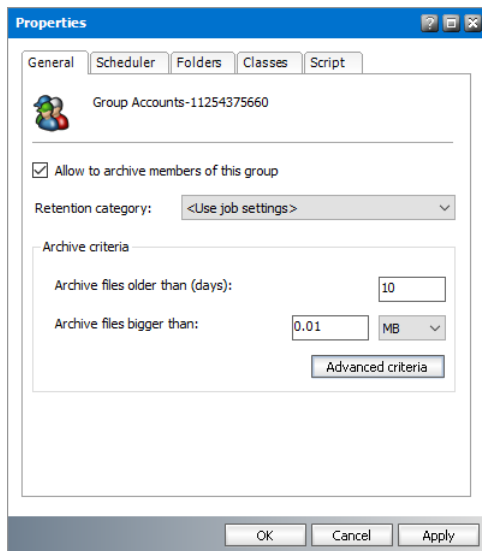 Properties
General Scheduler Folders Classes Script
Group Accounts-11254375660
Allow to archive members of this group
Retention category: <Use job settings>
Archive criteria
Archive files older than (days): 10
Archive files bigger than: 0.01 MB
Advanced criteria
OK Cancel Apply